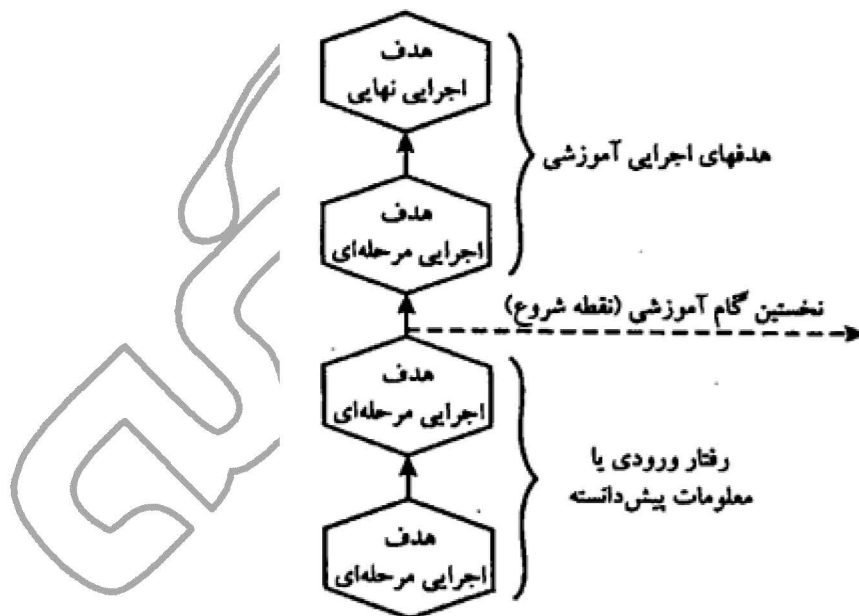 هدف
اجرایی نهایی
هدفهای اجرایی آموزشی
هدف
اجرایی مرحله‌ای
نخستین گام آموزشی (نقطه شروع)
هدف
اجرایی مرحله‌ای
رفتار ورودی یا
معلومات پیش‌دانسته
هدف
اجرایی مرحله‌ای